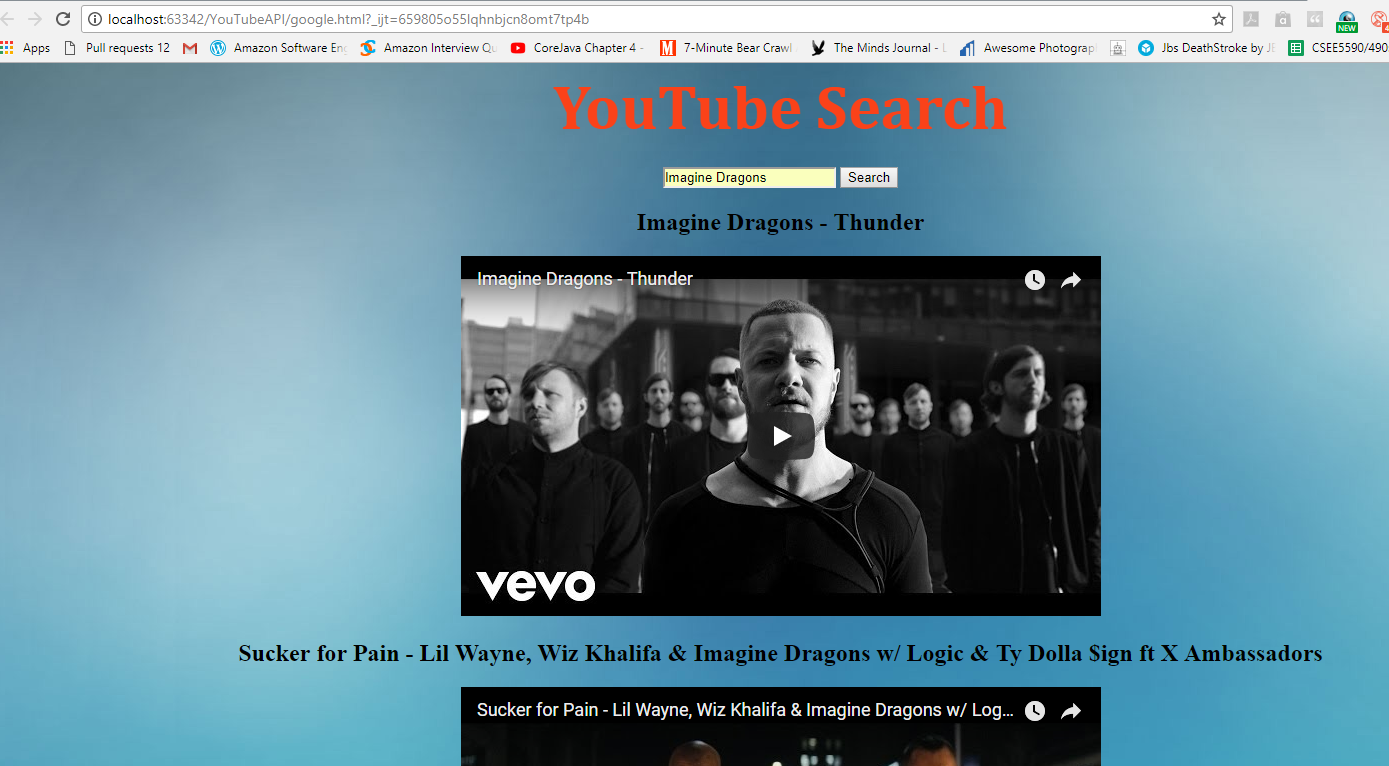 localhost:63342/YouTubeAPI/google.html?_ijt=659805o55lqhnbjcn8omt7tp4b
Apps Pull requests 12 Amazon Software En Amazon Interview Qu CoreJava Chapter 4 - 7-Minute Bear Crawl The Minds Journal - L Awesome Photograp Jbs DeathStroke by JB CSEE5590/490
NEW
YouTube Search
Imagine Dragons Search
Imagine Dragons - Thunder
Imagine Dragons - Thunder
vevo
Sucker for Pain - Lil Wayne, Wiz Khalifa & Imagine Dragons w/ Logic & Ty Dolla $ign ft X Ambassadors
Sucker for Pain - Lil Wayne, Wiz Khalifa & Imagine Dragons w/ Log...